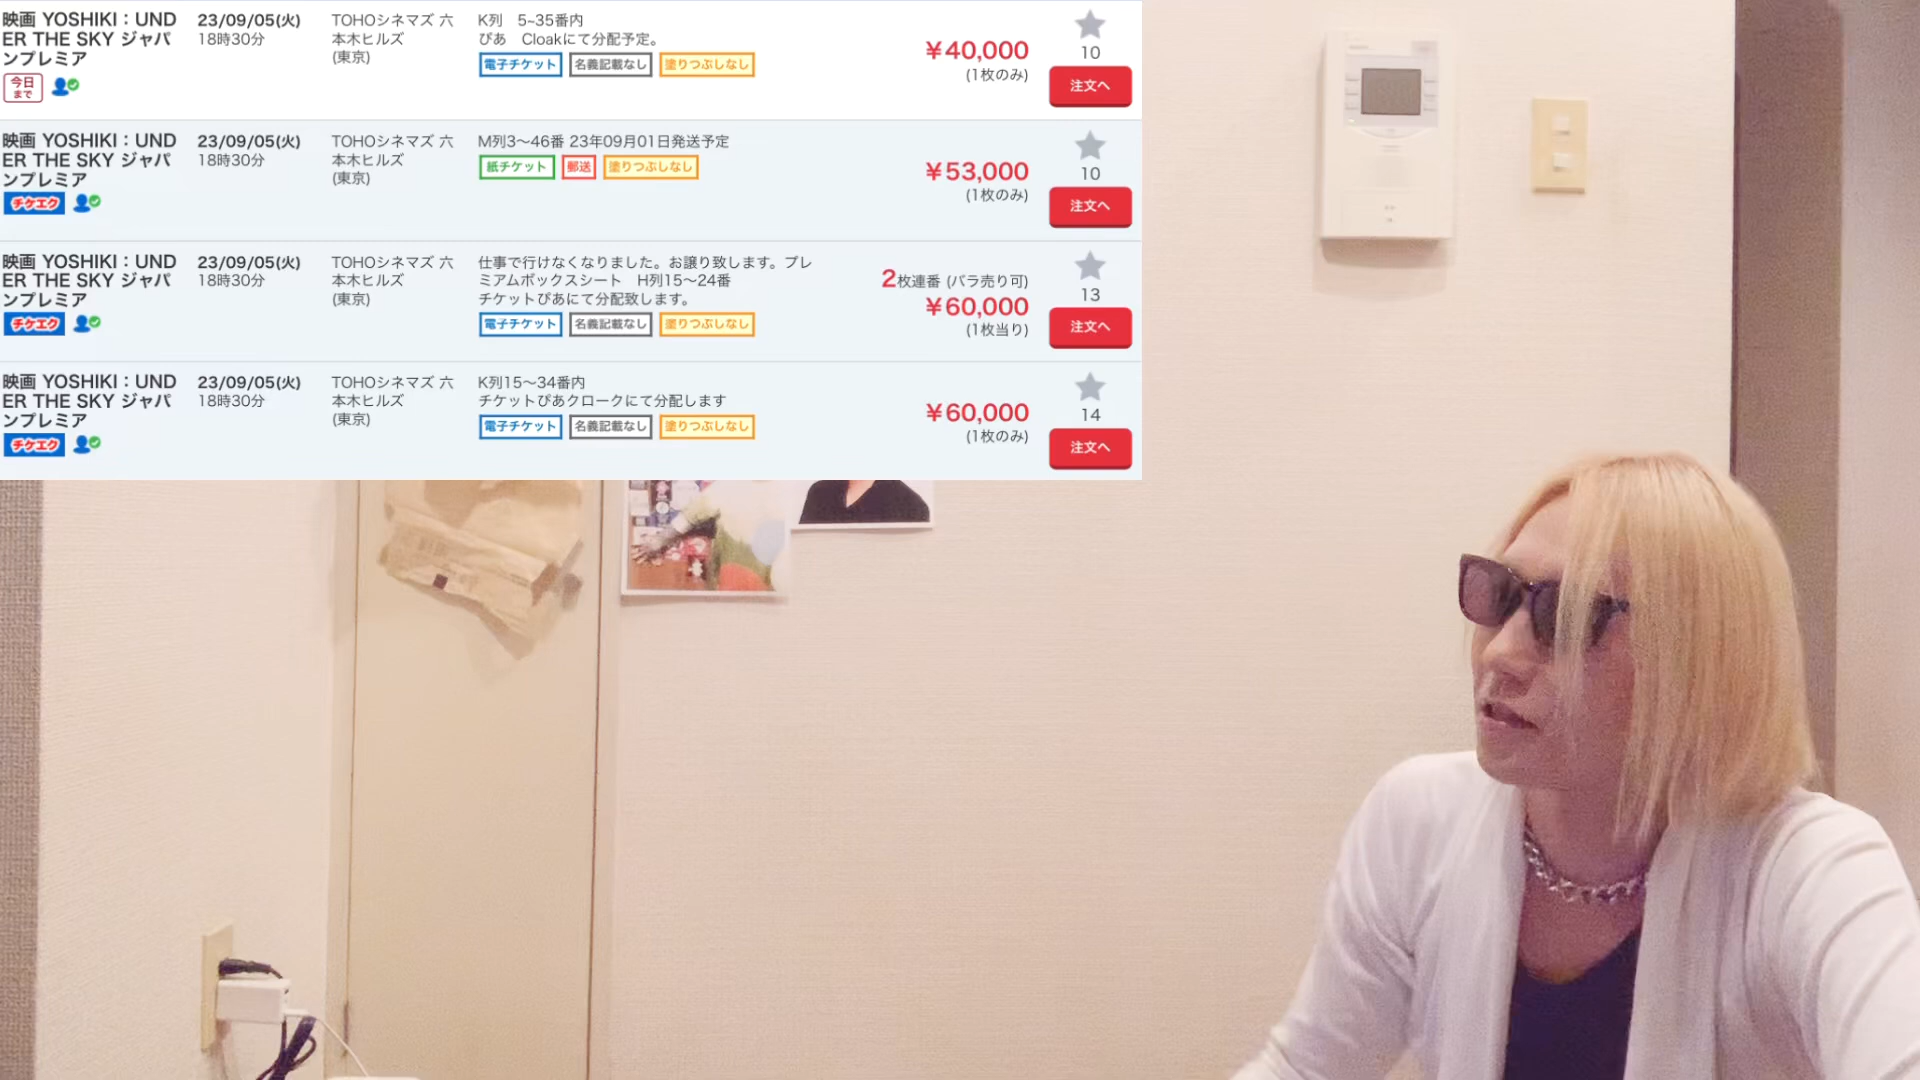 映画 YOSHIKI：UND
ER THE SKY ジャパ
ンプレミア
今日
まで
23/09/05(火)
18時30分
TOHOシネマズ 六
本木ヒルズ
(東京)
K列　5~35番内
ぴあ　Cloakにて分配予定。
電子チケット 名義記載なし 塗りつぶしなし
￥40,000
(1枚のみ)
10
注文へ
映画 YOSHIKI：UND
ER THE SKY ジャパ
ンプレミア
チケエク
23/09/05(火)
18時30分
TOHOシネマズ 六
本木ヒルズ
(東京)
M列3〜46番 23年09月01日発送予定
紙チケット 郵送 塗りつぶしなし
￥53,000
(1枚のみ)
10
注文へ
映画 YOSHIKI：UND
ER THE SKY ジャパ
ンプレミア
チケエク
23/09/05(火)
18時30分
TOHOシネマズ 六
本木ヒルズ
(東京)
仕事で行けなくなりました。お譲り致します。プレ
ミアムボックスシート　H列15〜24番
チケットぴあにて分配致します。
電子チケット 名義記載なし 塗りつぶしなし
2枚連番 (バラ売り可)
￥60,000
(1枚当り)
13
注文へ
映画 YOSHIKI：UND
ER THE SKY ジャパ
ンプレミア
チケエク
23/09/05(火)
18時30分
TOHOシネマズ 六
本木ヒルズ
(東京)
K列15〜34番内
チケットぴあクロークにて分配します
電子チケット 名義記載なし 塗りつぶしなし
￥60,000
(1枚のみ)
14
注文へ